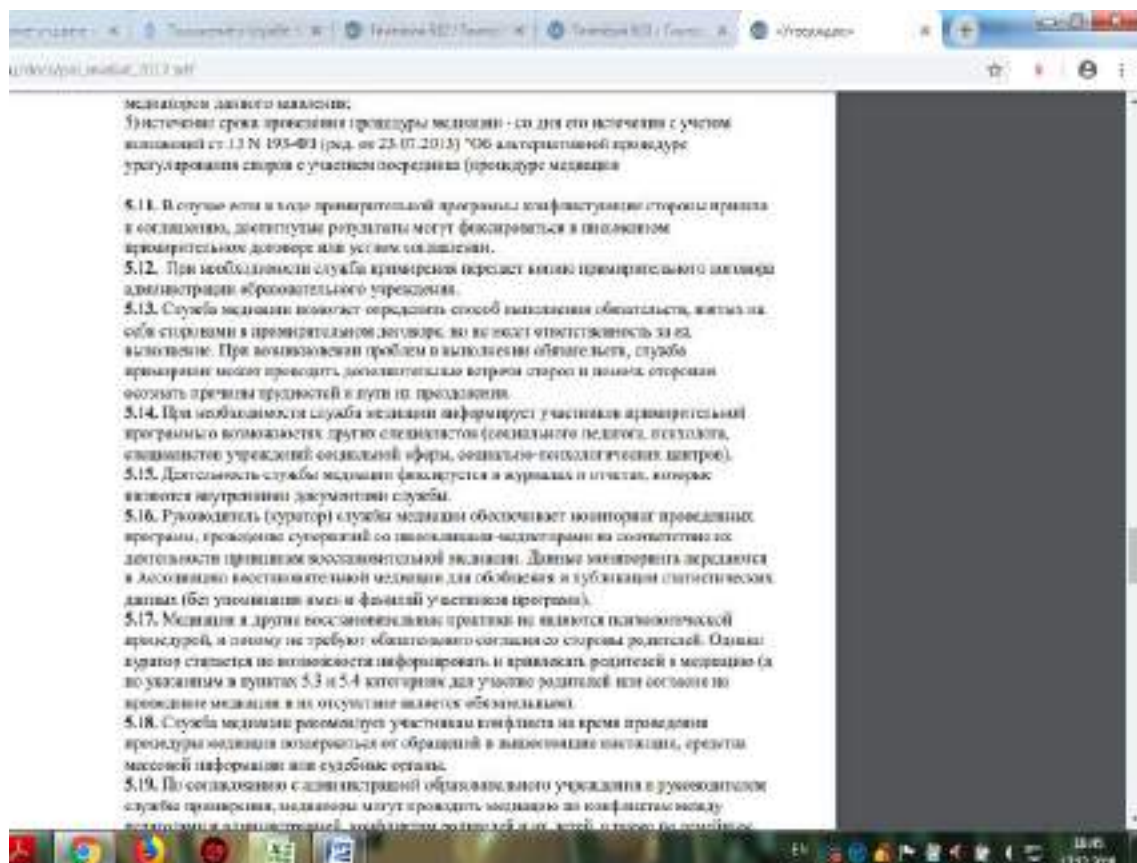 «Утвержда»
медиатором данного заявления;
5) истечение срока проведения процедуры медиации - со дня его истечения с учетом
положений ст.13 N 193-ФЗ (ред. от 23.07.2013) "Об альтернативной процедуре
урегулирования споров с участием посредника (процедуре медиации
5.11. В случае если в ходе примирительной программы конфликтующие стороны пришли
к соглашению, достигнутые результаты могут фиксироваться в письменном
примирительном договоре или устном соглашении.
5.12. При необходимости служба примирения передает копию примирительного договора
администрации образовательного учреждения.
5.13. Служба медиации помогает определить способ выполнения обязательств, взятых на
себя сторонами в примирительном договоре, но не несет ответственность за их
выполнение. При возникновении проблем в выполнении обязательств, служба
примирения может проводить дополнительные встречи сторон и помочь сторонам
осознать причины трудностей и пути их преодоления.
5.14. При необходимости служба медиации информирует участников примирительной
программы о возможностях других специалистов (социального педагога, психолога,
специалистов учреждений социальной сферы, социально-психологических центров).
5.15. Деятельность службы медиации фиксируется в журналах и отчетах, которые
являются внутренними документами службы.
5.16. Руководитель (куратор) службы медиации обеспечивает мониторинг проведенных
программ, проведение супервизий со школьниками-медиаторами на соответствие их
деятельности принципам восстановительной медиации. Данные мониторинга передаются
в Ассоциацию восстановительной медиации для обобщения и публикации статистических
данных (без упоминания имен и фамилий участников программ).
5.17. Медиация и другие восстановительные практики не являются психологической
процедурой, и потому не требуют обязательного согласия со стороны родителей. Однако
куратор старается по возможности информировать и привлекать родителей в медиацию (а
по указанным в пунктах 5.3 и 5.4 категориям дел участие родителей или согласие на
проведение медиации в их отсутствие является обязательным).
5.18. Служба медиации рекомендует участникам конфликта на время проведения
процедуры медиации воздержаться от обращений в вышестоящие инстанции, средства
массовой информации или судебные органы.
5.19. По согласованию с администрацией образовательного учреждения и руководителем
службы примирения, медиаторы могут проводить медиацию по конфликтам между
педагогами и администрацией, конфликтам родителей и их детей, а также по семейным
EN